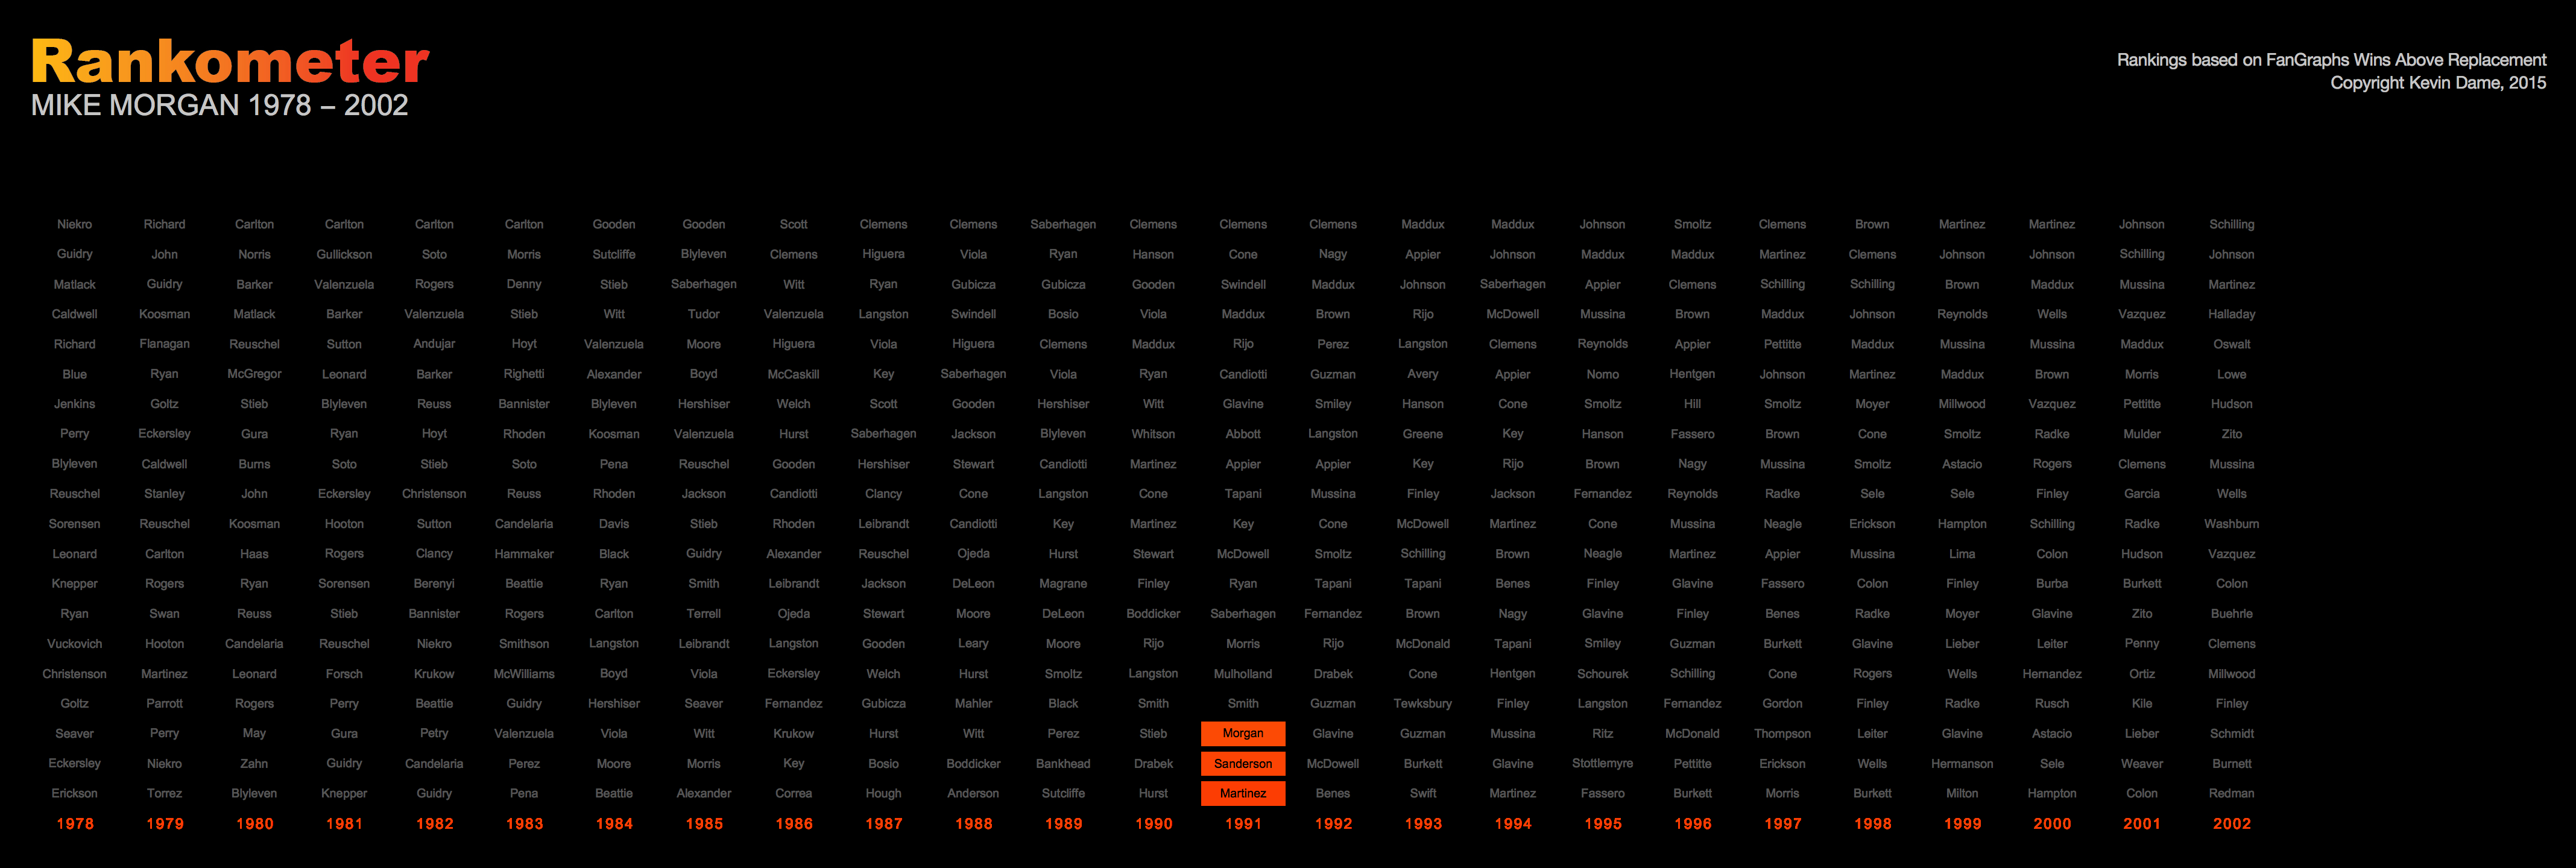 Rankometer
MIKE MORGAN 1978 – 2002
Rankings based on FanGraphs Wins Above Replacement
Copyright Kevin Dame, 2015
Niekro Richard Carlton Carlton Carlton Carlton Gooden Gooden Scott Clemens Clemens Saberhagen Clemens Clemens Clemens Maddux Maddux Johnson Smoltz Clemens Brown Martinez Martinez Johnson Schilling
Guidry John Norris Gullickson Soto Morris Sutcliffe Blyleven Clemens Higuera Viola Ryan Hanson Cone Nagy Appier Johnson Maddux Maddux Martinez Clemens Johnson Johnson Schilling Johnson
Matlack Guidry Barker Valenzuela Rogers Denny Stieb Saberhagen Witt Ryan Gubicza Gubicza Gooden Swindell Maddux Johnson Saberhagen Appier Clemens Schilling Schilling Brown Maddux Mussina Martinez
Caldwell Koosman Matlack Barker Valenzuela Stieb Witt Tudor Valenzuela Langston Swindell Bosio Viola Maddux Brown Rijo McDowell Mussina Brown Maddux Johnson Reynolds Wells Vazquez Halladay
Richard Flanagan Reuschel Sutton Andujar Hoyt Valenzuela Moore Higuera Viola Higuera Clemens Maddux Rijo Perez Langston Clemens Reynolds Appier Pettitte Maddux Mussina Mussina Maddux Oswalt
Blue Ryan McGregor Leonard Barker Righetti Alexander Boyd McCaskill Key Saberhagen Viola Ryan Candiotti Guzman Avery Appier Nomo Hentgen Johnson Martinez Maddux Brown Morris Lowe
Jenkins Goltz Stieb Blyleven Reuss Bannister Blyleven Hershiser Welch Scott Gooden Hershiser Witt Glavine Smiley Hanson Cone Smoltz Hill Smoltz Moyer Millwood Vazquez Pettitte Hudson
Perry Eckersley Gura Ryan Hoyt Rhoden Koosman Valenzuela Hurst Saberhagen Jackson Blyleven Whitson Abbott Langston Greene Key Hanson Fassero Brown Cone Smoltz Radke Mulder Zito
Blyleven Caldwell Burns Soto Stieb Soto Pena Reuschel Gooden Hershiser Stewart Candiotti Martinez Appier Appier Key Rijo Brown Nagy Mussina Smoltz Astacio Rogers Clemens Mussina
Reuschel Stanley John Eckersley Christenson Reuss Rhoden Jackson Candiotti Clancy Cone Langston Cone Tapani Mussina Finley Jackson Fernandez Reynolds Radke Sele Sele Finley Garcia Wells
Sorensen Reuschel Koosman Hooton Sutton Candelaria Davis Stieb Rhoden Leibrandt Candiotti Key Martinez Key Cone McDowell Martinez Cone Mussina Neagle Erickson Hampton Schilling Radke Washburn
Leonard Carlton Haas Rogers Clancy Hammaker Black Guidry Alexander Reuschel Ojeda Hurst Stewart McDowell Smoltz Schilling Brown Neagle Martinez Appier Mussina Lima Colon Hudson Vazquez
Knepper Rogers Ryan Sorensen Berenyi Beattie Ryan Smith Leibrandt Jackson DeLeon Magrane Finley Ryan Tapani Tapani Benes Finley Glavine Fassero Colon Finley Burba Burkett Colon
Ryan Swan Reuss Stieb Bannister Rogers Carlton Terrell Ojeda Stewart Moore DeLeon Boddicker Saberhagen Fernandez Brown Nagy Glavine Finley Benes Radke Moyer Glavine Zito Buehrle
Vuckovich Hooton Candelaria Reuschel Niekro Smithson Langston Leibrandt Langston Gooden Leary Moore Rijo Morris Rijo McDonald Tapani Smiley Guzman Burkett Glavine Lieber Leiter Penny Clemens
Christenson Martinez Leonard Forsch Krukow McWilliams Boyd Viola Eckersley Welch Hurst Smoltz Langston Mulholland Drabek Cone Hentgen Schourek Schilling Cone Rogers Wells Hernandez Ortiz Millwood
Goltz Parrott Rogers Perry Beattie Guidry Hershiser Seaver Fernandez Gubicza Mahler Black Smith Smith Guzman Tewksbury Finley Langston Fernandez Gordon Finley Radke Rusch Kile Finley
Seaver Perry May Gura Petry Valenzuela Viola Witt Krukow Hurst Witt Perez Stieb Morgan Glavine Guzman Mussina Ritz McDonald Thompson Leiter Glavine Astacio Lieber Schmidt
Eckersley Niekro Zahn Guidry Candelaria Perez Moore Morris Key Bosio Boddicker Bankhead Drabek Sanderson McDowell Burkett Glavine Stottlemyre Pettitte Erickson Wells Hermanson Sele Weaver Burnett
Erickson Torrez Blyleven Knepper Guidry Pena Beattie Alexander Correa Hough Anderson Sutcliffe Hurst Martinez Benes Swift Martinez Fassero Burkett Morris Burkett Milton Hampton Colon Redman
1978 1979 1980 1981 1982 1983 1984 1985 1986 1987 1988 1989 1990 1991 1992 1993 1994 1995 1996 1997 1998 1999 2000 2001 2002